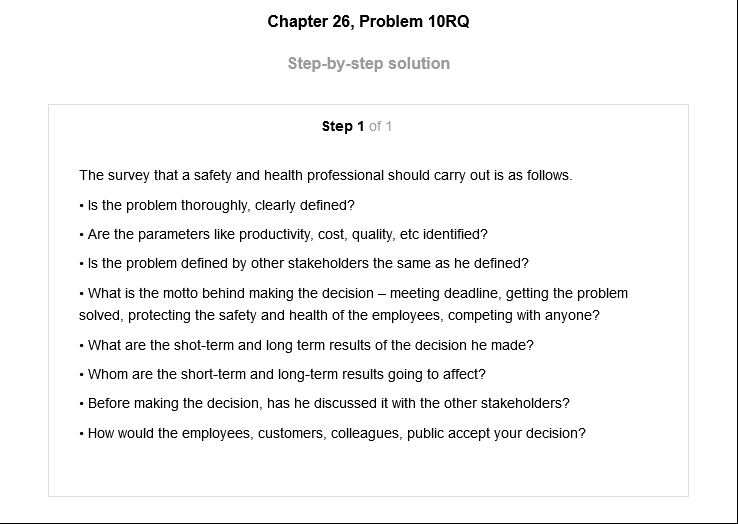 Chapter 26, Problem 10RQ
Step-by-step solution
Step 1 of 1
The survey that a safety and health professional should carry out is as follows.
• Is the problem thoroughly, clearly defined?
• Are the parameters like productivity, cost, quality, etc identified?
• Is the problem defined by other stakeholders the same as he defined?
• What is the motto behind making the decision – meeting deadline, getting the problem
solved, protecting the safety and health of the employees, competing with anyone?
• What are the shot-term and long term results of the decision he made?
• Whom are the short-term and long-term results going to affect?
• Before making the decision, has he discussed it with the other stakeholders?
• How would the employees, customers, colleagues, public accept your decision?